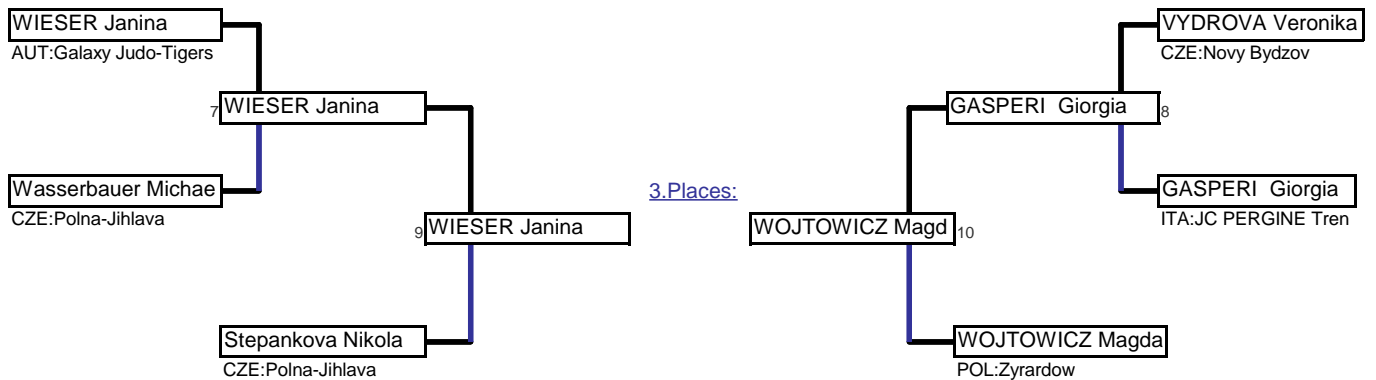 WIESER Janina
AUT:Galaxy Judo-Tigers
7 WIESER Janina
Wasserbauer Michae
CZE:Polna-Jihlava
9 WIESER Janina
Stepankova Nikola
CZE:Polna-Jihlava
3.Places:
VYDROVA Veronika
CZE:Novy Bydzov
GASPERI  Giorgia 8
GASPERI  Giorgia
ITA:JC PERGINE Tren
WOJTOWICZ Magd 10
WOJTOWICZ Magda
POL:Zyrardow